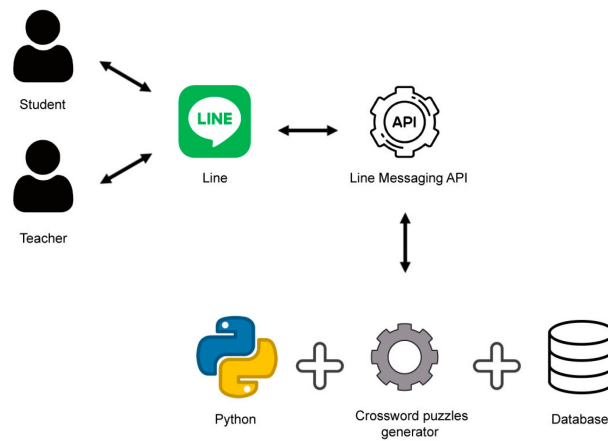 Student
LINE
API
Line
Line Messaging API
Teacher
Python
Crossword puzzles
generator
Database